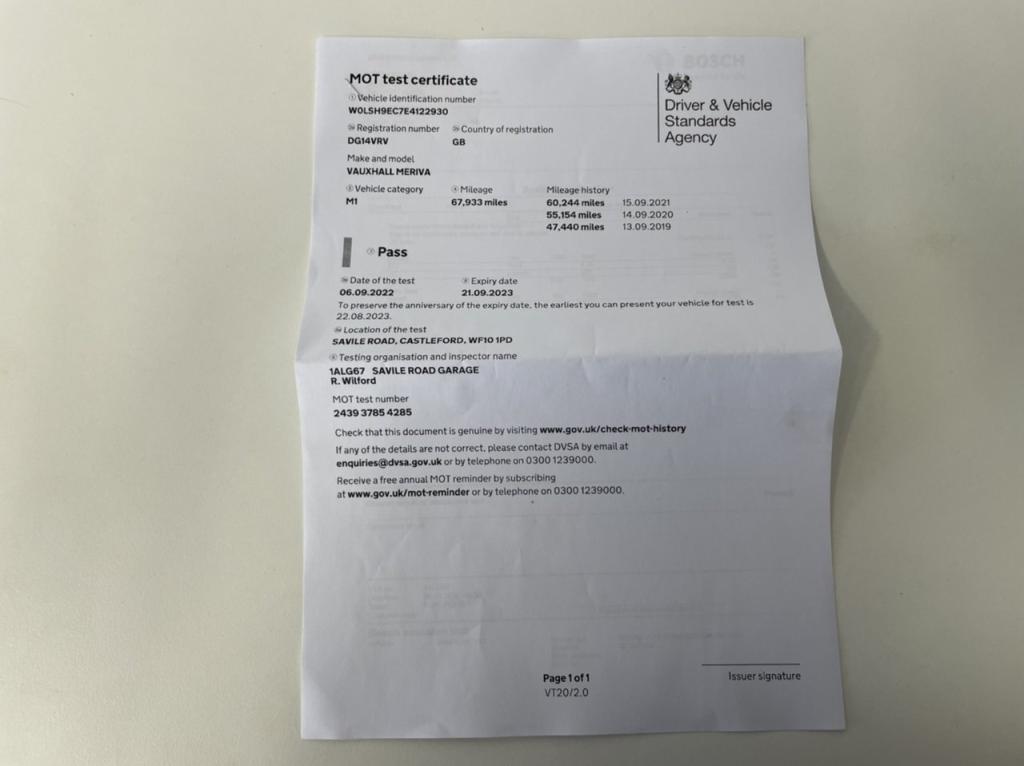 MOT test certificate
Vehicle identification number
W0LSH9EC7E4122930
Registration number Country of registration
DG14VRV GB
Make and model
VAUXHALL MERIVA
Vehicle category Mileage Mileage history
M1 67,933 miles 60,244 miles 15.09.2021
55,154 miles 14.09.2020
47,440 miles 13.09.2019
Pass
Date of the test Expiry date
06.09.2022 21.09.2023
To preserve the anniversary of the expiry date, the earliest you can present your vehicle for test is
22.08.2023.
Location of the test
SAVILE ROAD, CASTLEFORD, WF10 1PD
Testing organisation and inspector name
1ALG67 SAVILE ROAD GARAGE
R. Wilford
MOT test number
2439 3785 4285
Check that this document is genuine by visiting www.gov.uk/check-mot-history
If any of the details are not correct, please contact DVSA by email at
enquiries@dvsa.gov.uk or by telephone on 0300 1239000.
Receive a free annual MOT reminder by subscribing
at www.gov.uk/mot-reminder or by telephone on 0300 1239000.
BOSCH
Driver & Vehicle
Standards
Agency
Page 1 of 1
VT20/2.0
Issuer signature